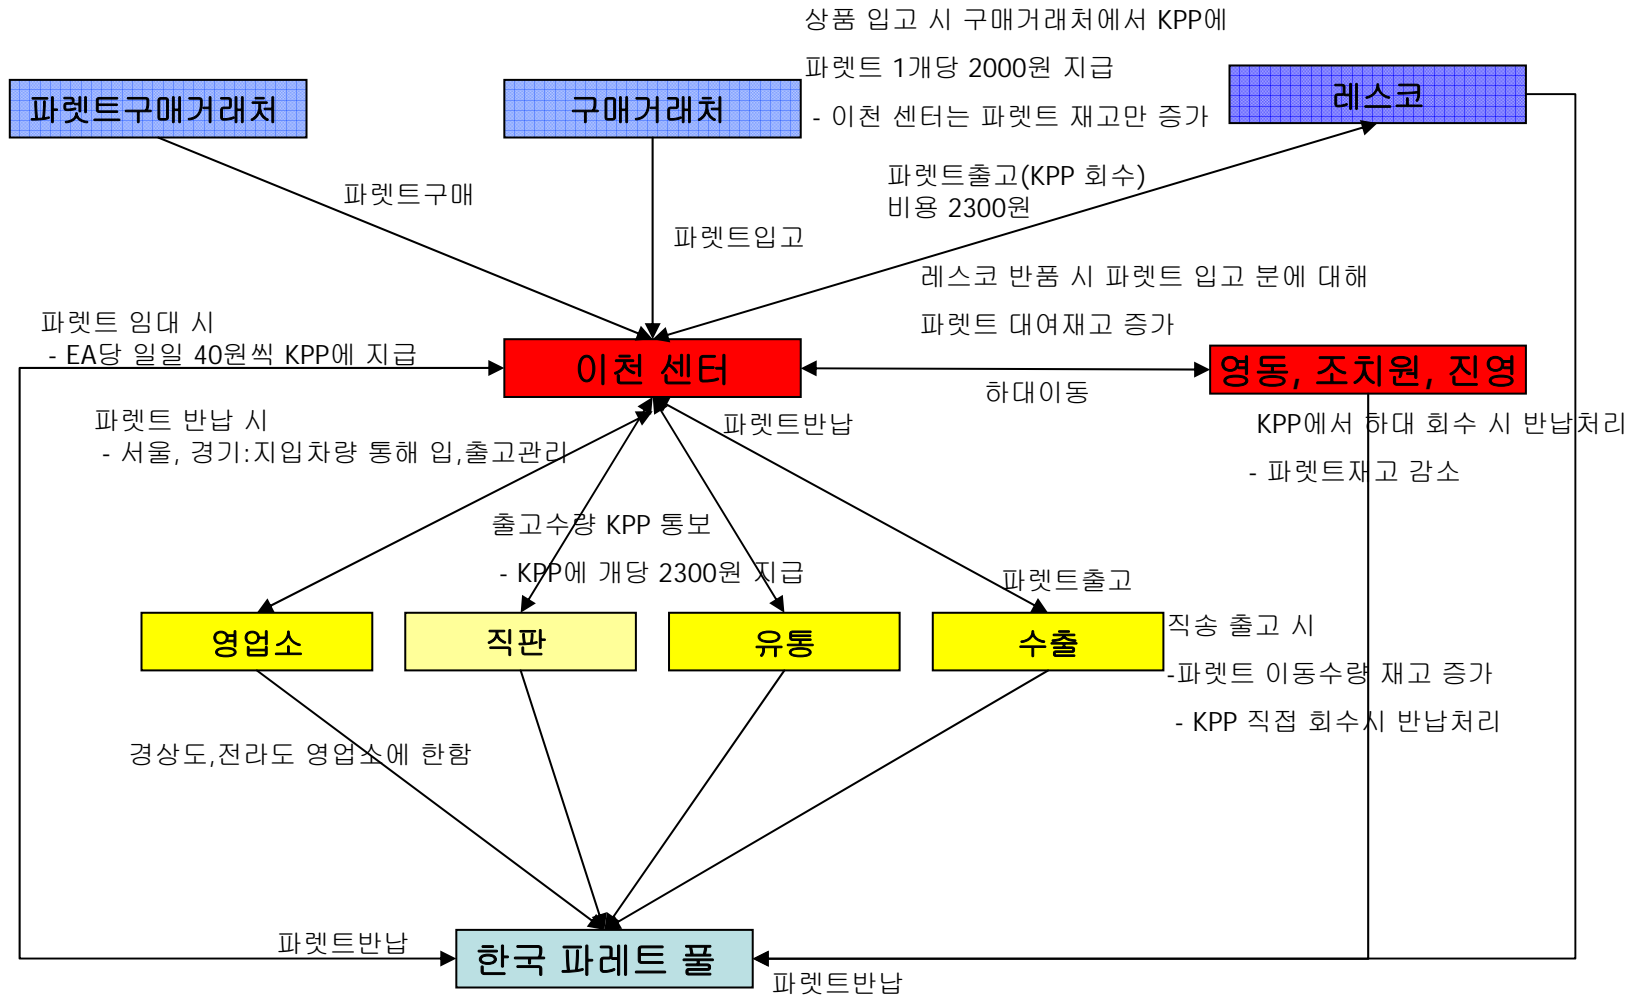 상품 입고 시 구매거래처에서 KPP에
파렛트 1개당 2000원 지급
- 이천 센터는 파렛트 재고만 증가
파렛트구매거래처
구매거래처
레스코
파렛트구매
파렛트입고
파렛트출고(KPP 회수)
비용 2300원
레스코 반품 시 파렛트 입고 분에 대해
파렛트 대여재고 증가
파렛트 임대 시
- EA당 일일 40원씩 KPP에 지급
이천 센터
하대이동
영동, 조치원, 진영
파렛트 반납 시
- 서울, 경기:지입차량 통해 입,출고관리
파렛트반납
KPP에서 하대 회수 시 반납처리
- 파렛트재고 감소
출고수량 KPP 통보
- KPP에 개당 2300원 지급
파렛트출고
영업소
직판
유통
수출
직송 출고 시
-파렛트 이동수량 재고 증가
- KPP 직접 회수시 반납처리
경상도,전라도 영업소에 한함
파렛트반납
한국 파레트 풀
파렛트반납